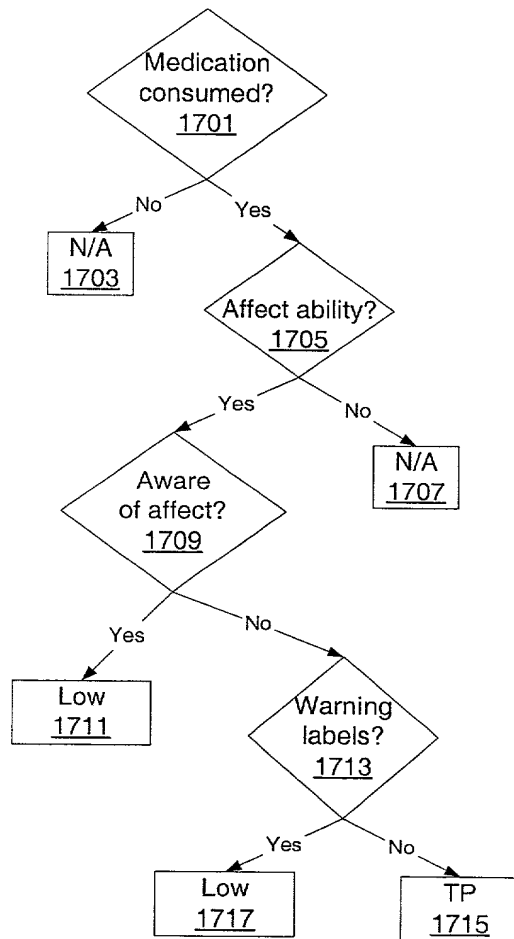 Medication
consumed?
1701
No
Yes
N/A
1703
Affect ability?
1705
Yes
No
N/A
1707
Aware
of affect?
1709
Yes
No
Low
1711
Warning
labels?
1713
Yes
No
Low
1717
TP
1715